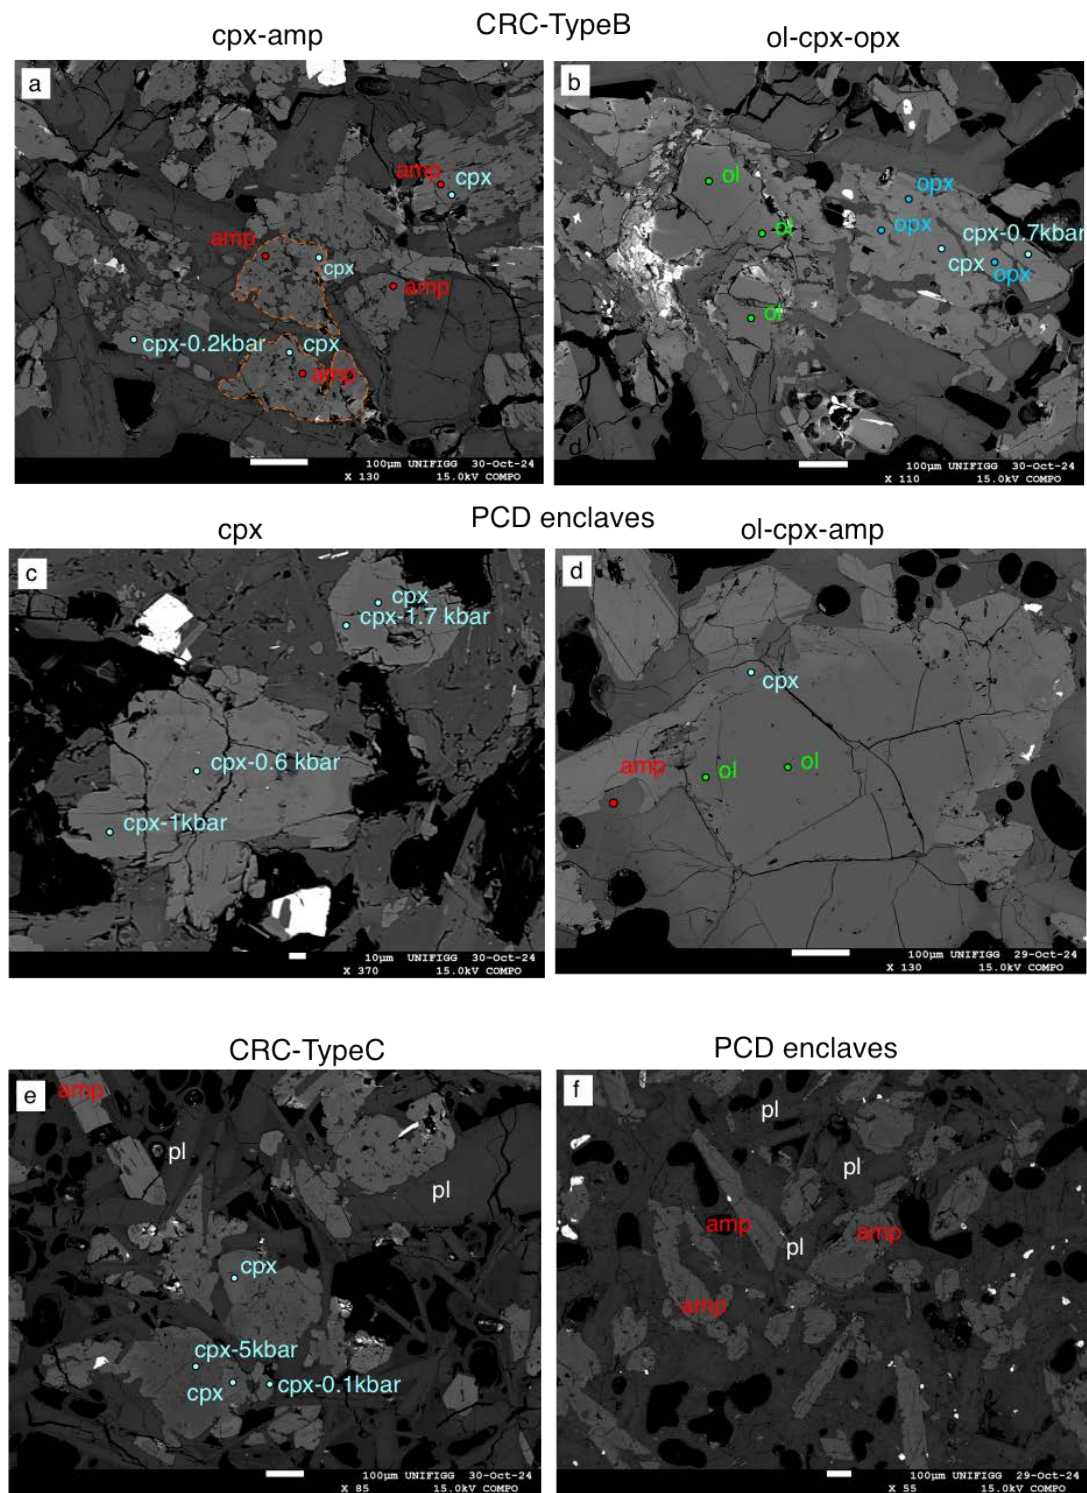 CRC-TypeB
cpx-amp
ol-cpx-opx
a
amp
cpx
amp
cpx
amp
cpx-0.2kbar
cpx
amp
100µm UNIFIGG 30-Oct-24
X 130 15.0kV COMPO
b
ol
opx
ol
opx
cpx-0.7kbar
cpx
opx
ol
100µm UNIFIGG 30-Oct-24
X 110 15.0kV COMPO
PCD enclaves
cpx
ol-cpx-amp
c
cpx
cpx-1.7 kbar
cpx-0.6 kbar
cpx-1kbar
10µm UNIFIGG 30-Oct-24
X 370 15.0kV COMPO
d
cpx
amp
ol
ol
100µm UNIFIGG 29-Oct-24
X 130 15.0kV COMPO
CRC-TypeC
PCD enclaves
e
amp
pl
pl
cpx
cpx-5kbar
cpx
cpx-0.1kbar
100µm UNIFIGG 30-Oct-24
X 85 15.0kV COMPO
f
pl
pl
amp
amp
pl
amp
100µm UNIFIGG 29-Oct-24
X 55 15.0kV COMPO